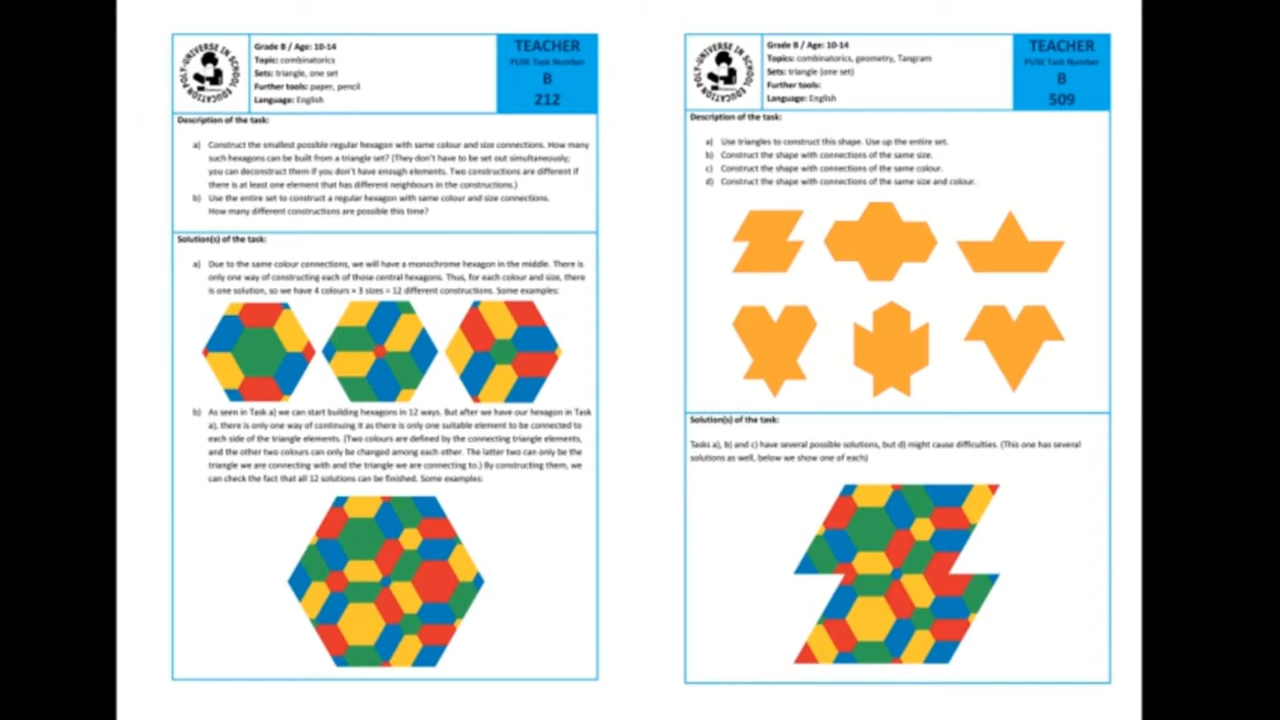 POLY-UNIVERSE IN SCHOOL EDUCATION
Grade B / Age: 10-14
Topic: combinatorics
Sets: triangle, one set
Further tools: paper, pencil
Language: English
TEACHER
PUSE Task Number
B
212
Description of the task:
a) Construct the smallest possible regular hexagon with same colour and size connections. How many
such hexagons can be built from a triangle set? (They don't have to be set out simultaneously;
you can deconstruct them if you don't have enough elements. Two constructions are different if
there is at least one element that has different neighbours in the constructions.)
b) Use the entire set to construct a regular hexagon with same colour and size connections.
How many different constructions are possible this time?
Solution(s) of the task:
a) Due to the same colour connections, we will have a monochrome hexagon in the middle. There is
only one way of constructing each of those central hexagons. Thus, for each colour and size, there
is one solution, so we have 4 colours × 3 sizes = 12 different constructions. Some examples:
b) As seen in Task a) we can start building hexagons in 12 ways. But after we have our hexagon in Task
a), there is only one way of continuing it as there is only one suitable element to be connected to
each side of the triangle elements. (Two colours are defined by the connecting triangle elements,
and the other two colours can only be changed among each other. The latter two can only be the
triangle we are connecting with and the triangle we are connecting to.) By constructing them, we
can check the fact that all 12 solutions can be finished. Some examples:
POLY-UNIVERSE IN SCHOOL EDUCATION
Grade B / Age: 10-14
Topics: combinatorics, geometry, Tangram
Sets: triangle (one set)
Further tools:
Language: English
TEACHER
PUSE Task Number
B
509
Description of the task:
a) Use triangles to construct this shape. Use up the entire set.
b) Construct the shape with connections of the same size.
c) Construct the shape with connections of the same colour.
d) Construct the shape with connections of the same size and colour.
Solution(s) of the task:
Tasks a), b) and c) have several possible solutions, but d) might cause difficulties. (This one has several
solutions as well, below we show one of each)